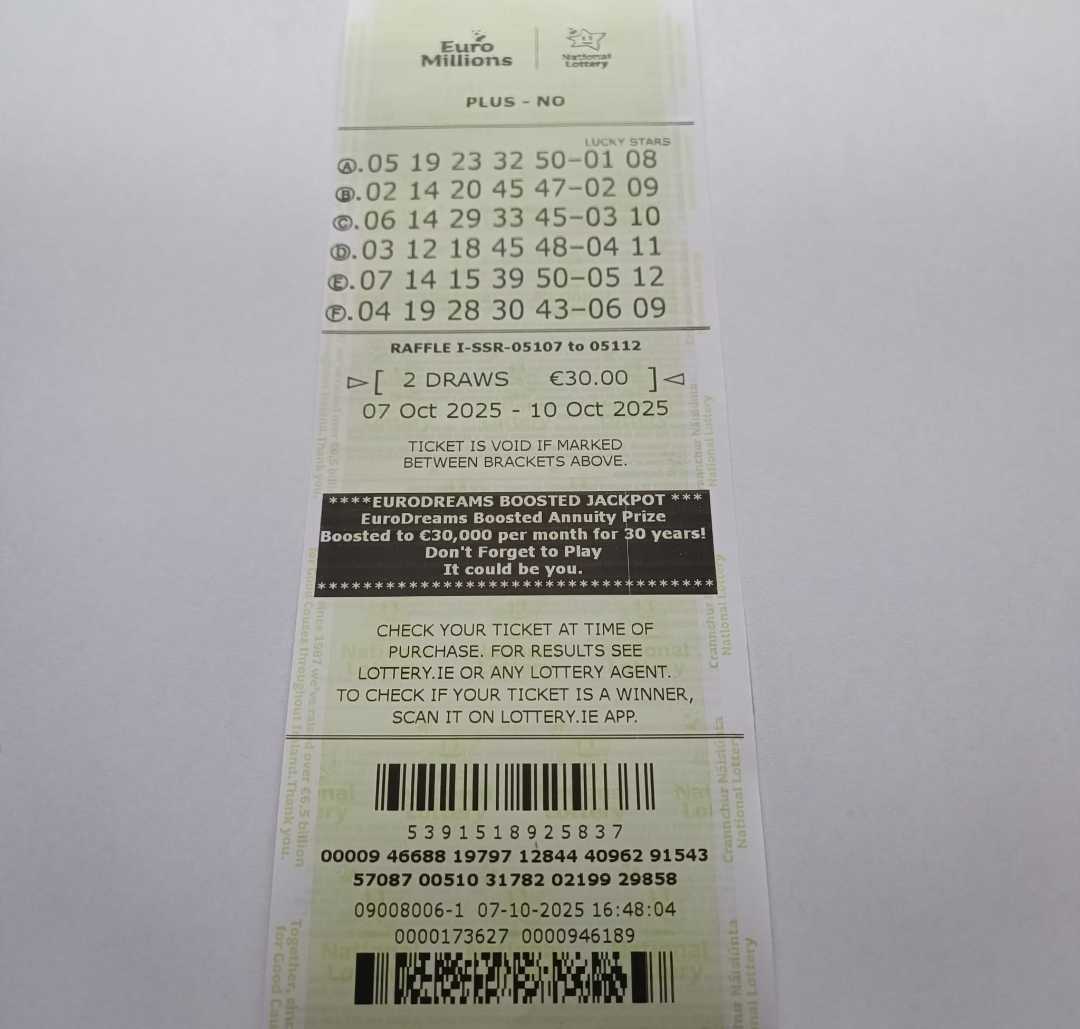 Euro
Millions
National
Lottery
PLUS - NO
LUCKY STARS
A. 05 19 23 32 50-01 08
B. 02 14 20 45 47-02 09
C. 06 14 29 33 45-03 10
D. 03 12 18 45 48-04 11
E. 07 14 15 39 50-05 12
F. 04 19 28 30 43-06 09
RAFFLE I-SSR-05107 to 05112
[ 2 DRAWS €30.00 ]
07 Oct 2025 - 10 Oct 2025
TICKET IS VOID IF MARKED
BETWEEN BRACKETS ABOVE.
****EURODREAMS BOOSTED JACKPOT ***
EuroDreams Boosted Annuity Prize
Boosted to €30,000 per month for 30 years!
Don't Forget to Play
It could be you.
***************************************
CHECK YOUR TICKET AT TIME OF
PURCHASE. FOR RESULTS SEE
LOTTERY.IE OR ANY LOTTERY AGENT.
TO CHECK IF YOUR TICKET IS A WINNER,
SCAN IT ON LOTTERY.IE APP.
5391518925837
00009 46688 19797 12844 40962 91543
57087 00510 31782 02199 29858
09008006-1 07-10-2025 16:48:04
0000173627 0000946189
Crannchur Náisiúnta
National Lottery